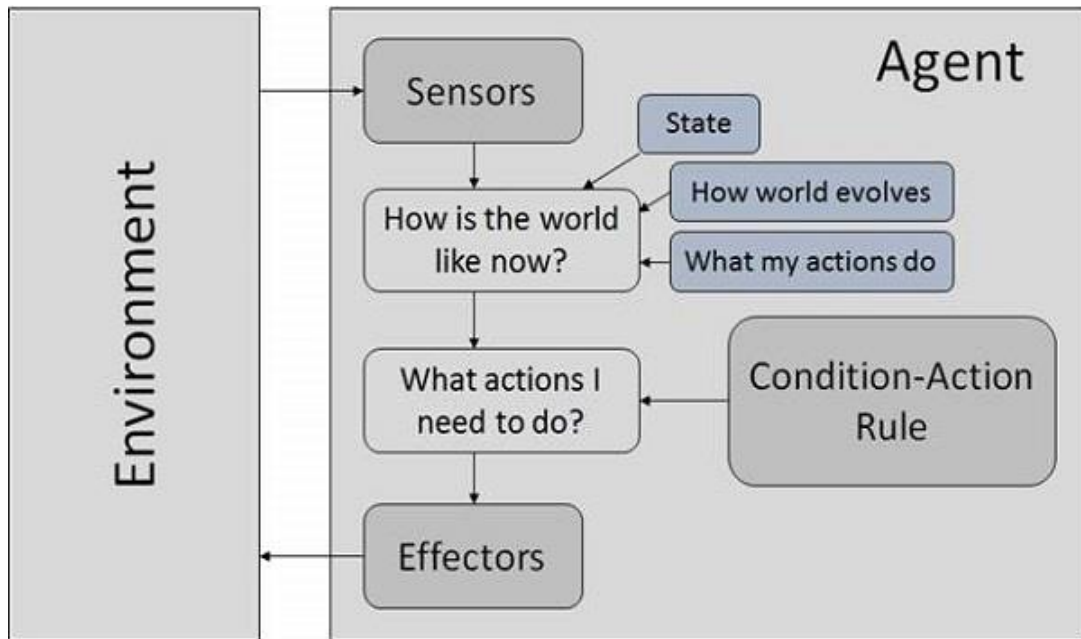 Agent
Environment
Sensors
State
How is the world
like now?
How world evolves
What my actions do
What actions I
need to do?
Condition-Action
Rule
Effectors